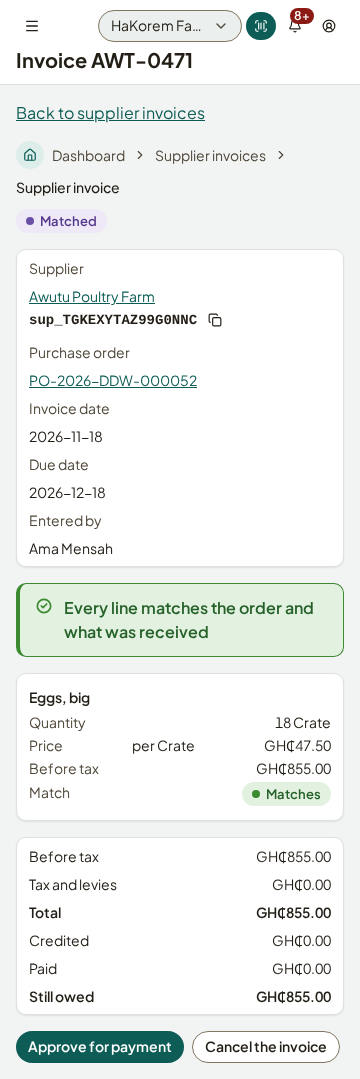 HaKorem Fa...
8+
Invoice AWT-0471
Back to supplier invoices
Dashboard > Supplier invoices >
Supplier invoice
Matched
Supplier
Awutu Poultry Farm
sup_TGKEXYTAZ99G0NNC
Purchase order
PO-2026-DDW-000052
Invoice date
2026-11-18
Due date
2026-12-18
Entered by
Ama Mensah
Every line matches the order and
what was received
Eggs, big
Quantity 18 Crate
Price per Crate GH₵47.50
Before tax GH₵855.00
Match Matches
Before tax GH₵855.00
Tax and levies GH₵0.00
Total GH₵855.00
Credited GH₵0.00
Paid GH₵0.00
Still owed GH₵855.00
Approve for payment Cancel the invoice